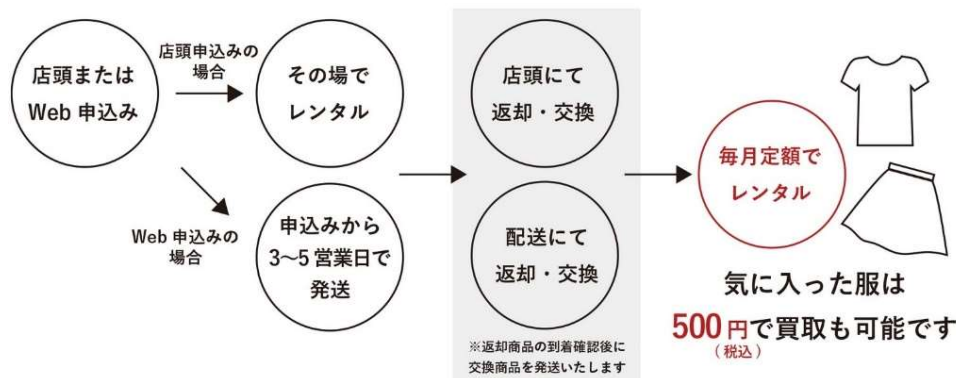 店頭または
Web 申込み
店頭申込みの
場合
その場で
レンタル
Web 申込みの
場合
申込みから
3〜5 営業日で
発送
店頭にて
返却・交換
配送にて
返却・交換
※返却商品の到着確認後に
交換商品を発送いたします
毎月定額で
レンタル
気に入った服は
500 円で買取も可能です
（税込）